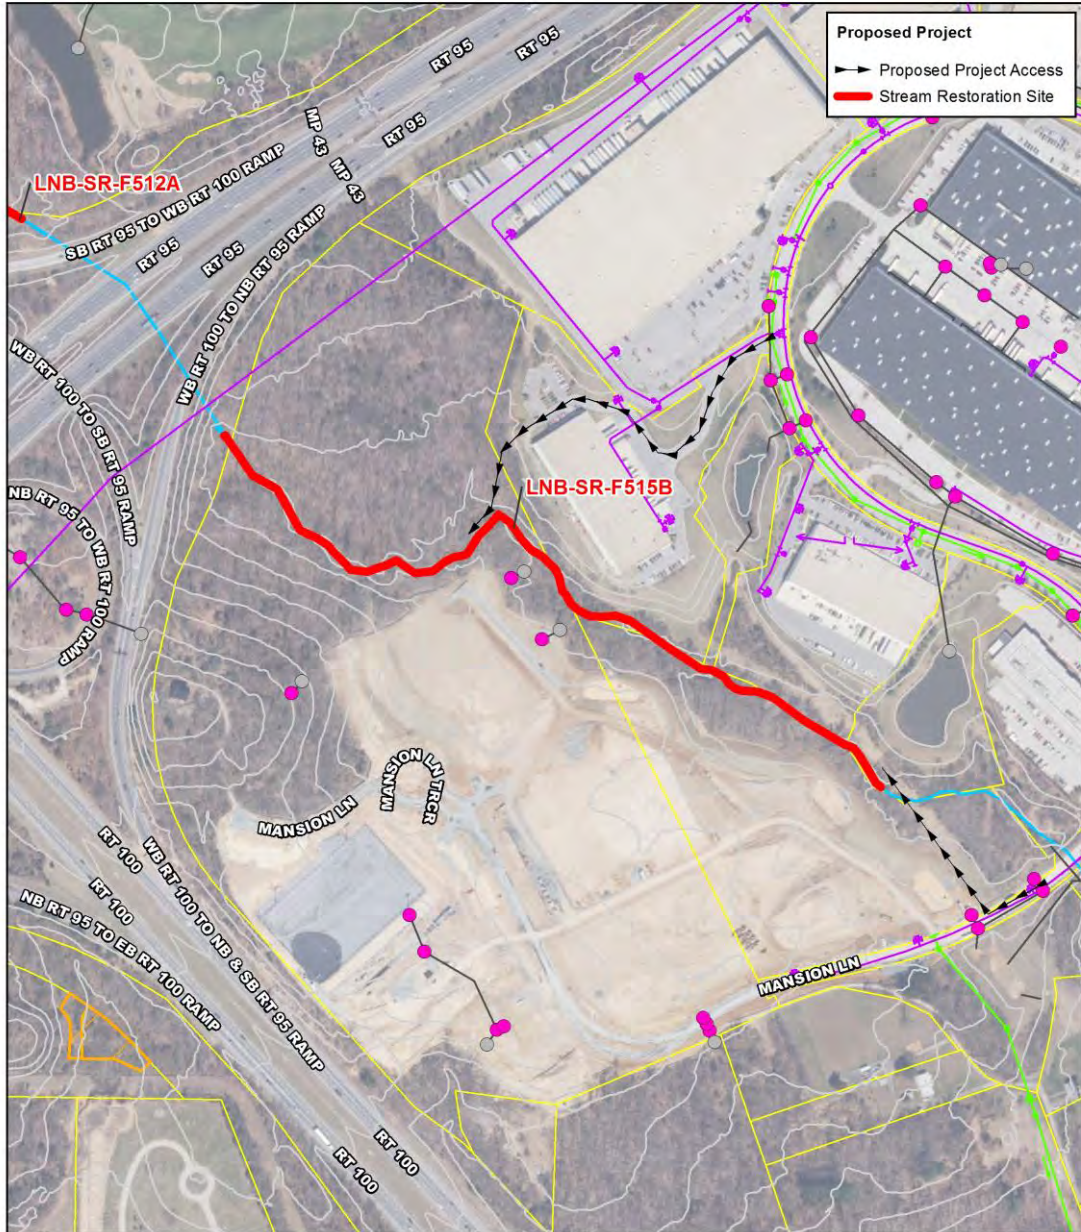 Proposed Project
Proposed Project Access
Stream Restoration Site
RT 95
RT 95
MP 43
MP 43
RT 95
LNB-SR-F512A
SB RT 95 TO WB RT 100 RAMP
RT 95
RT 95
WB RT 100 TO NB RT 95 RAMP
WB RT 100 TO SB RT 95 RAMP
NB RT 95 TO WB RT 100 RAMP
LNB-SR-F515B
MANSION LN TRCR
MANSION LN
RT 100
RT 100
WB RT 100 TO NB & SB RT 95 RAMP
NB RT 95 TO EB RT 100 RAMP
MANSION LN
RT 100
RT 100